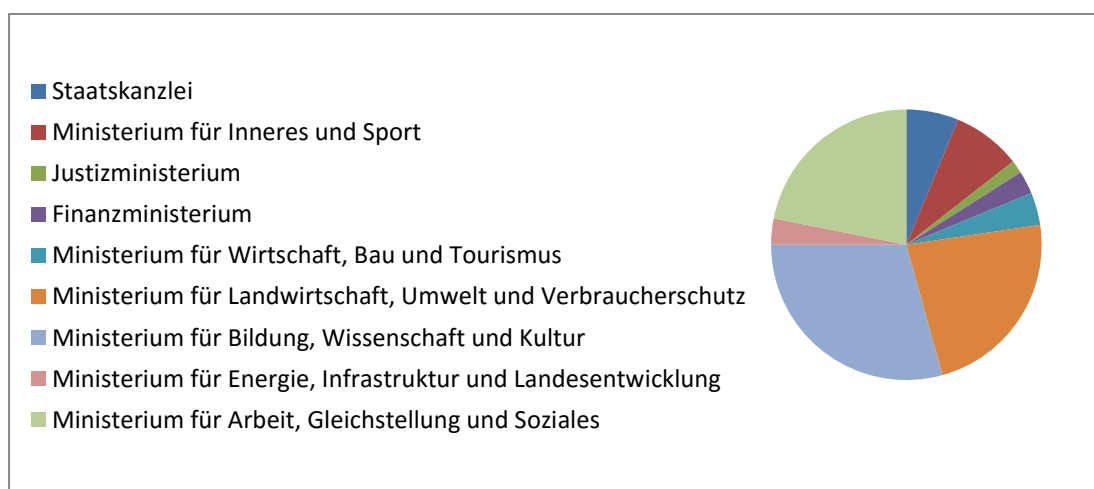 Staatskanzlei
Ministerium für Inneres und Sport
Justizministerium
Finanzministerium
Ministerium für Wirtschaft, Bau und Tourismus
Ministerium für Landwirtschaft, Umwelt und Verbraucherschutz
Ministerium für Bildung, Wissenschaft und Kultur
Ministerium für Energie, Infrastruktur und Landesentwicklung
Ministerium für Arbeit, Gleichstellung und Soziales